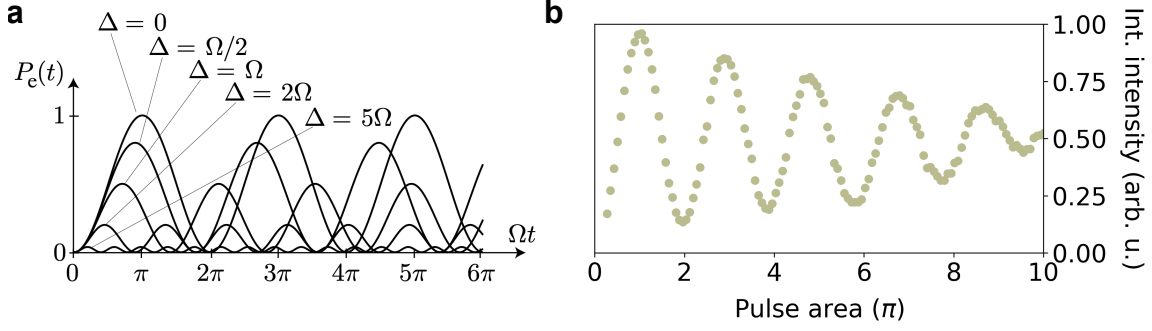 a
Δ = 0
Δ = Ω/2
Δ = Ω
Δ = 2Ω
Δ = 5Ω
Pₑ(t)
1
0
0 π 2π 3π 4π 5π 6π
Ωt
b
1.00
0.75
0.50
0.25
0.00
Int. intensity (arb. u.)
0 2 4 6 8 10
Pulse area (π)